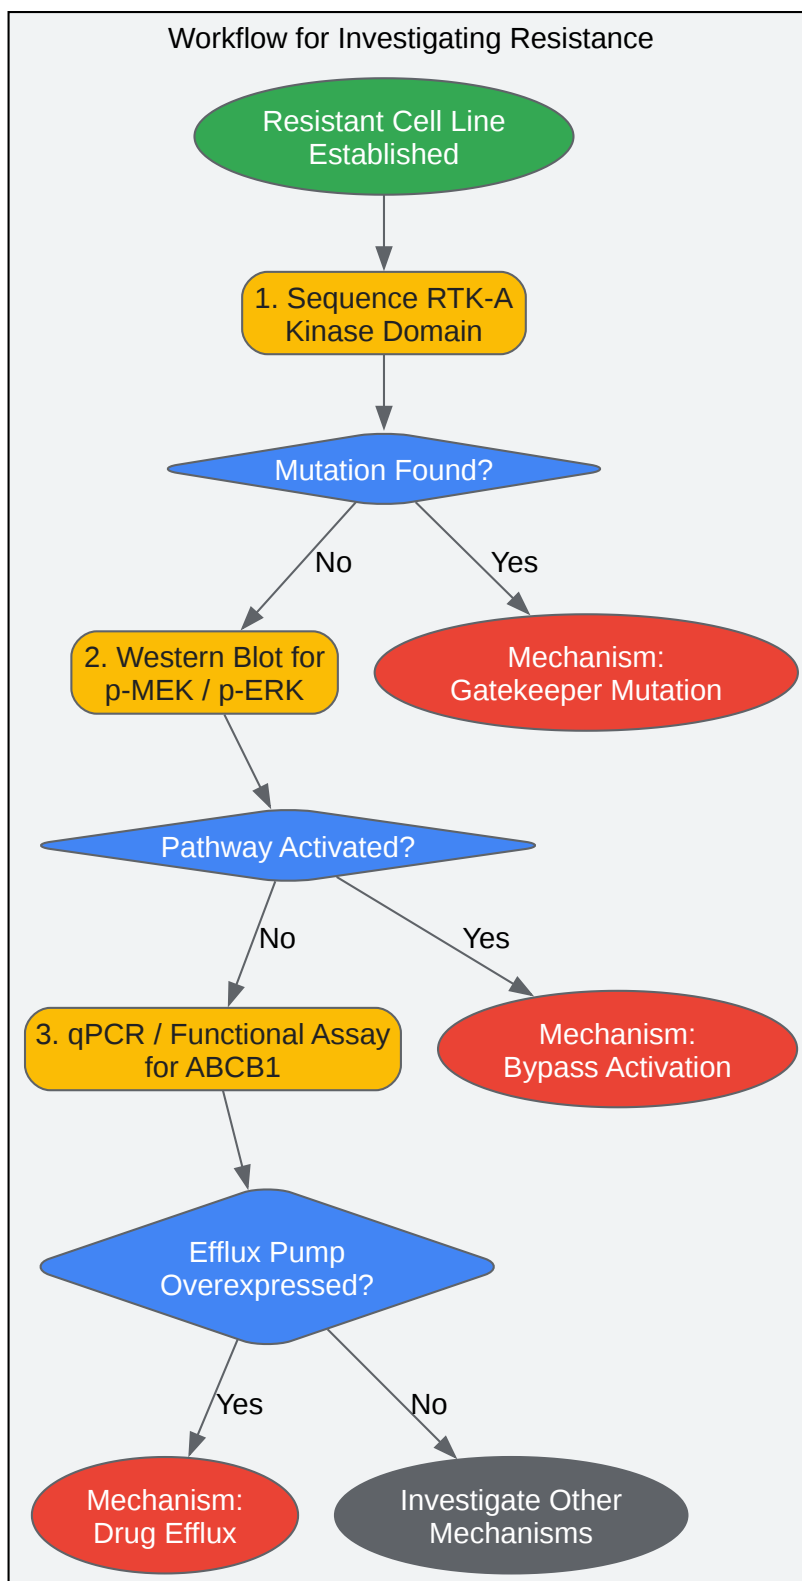 Workflow for Investigating Resistance
Resistant Cell Line
Established
1. Sequence RTK-A
Kinase Domain
Mutation Found?
No
Yes
2. Western Blot for
p-MEK / p-ERK
Mechanism:
Gatekeeper Mutation
Pathway Activated?
No
Yes
3. qPCR / Functional Assay
for ABCB1
Mechanism:
Bypass Activation
Efflux Pump
Overexpressed?
Yes
No
Mechanism:
Drug Efflux
Investigate Other
Mechanisms